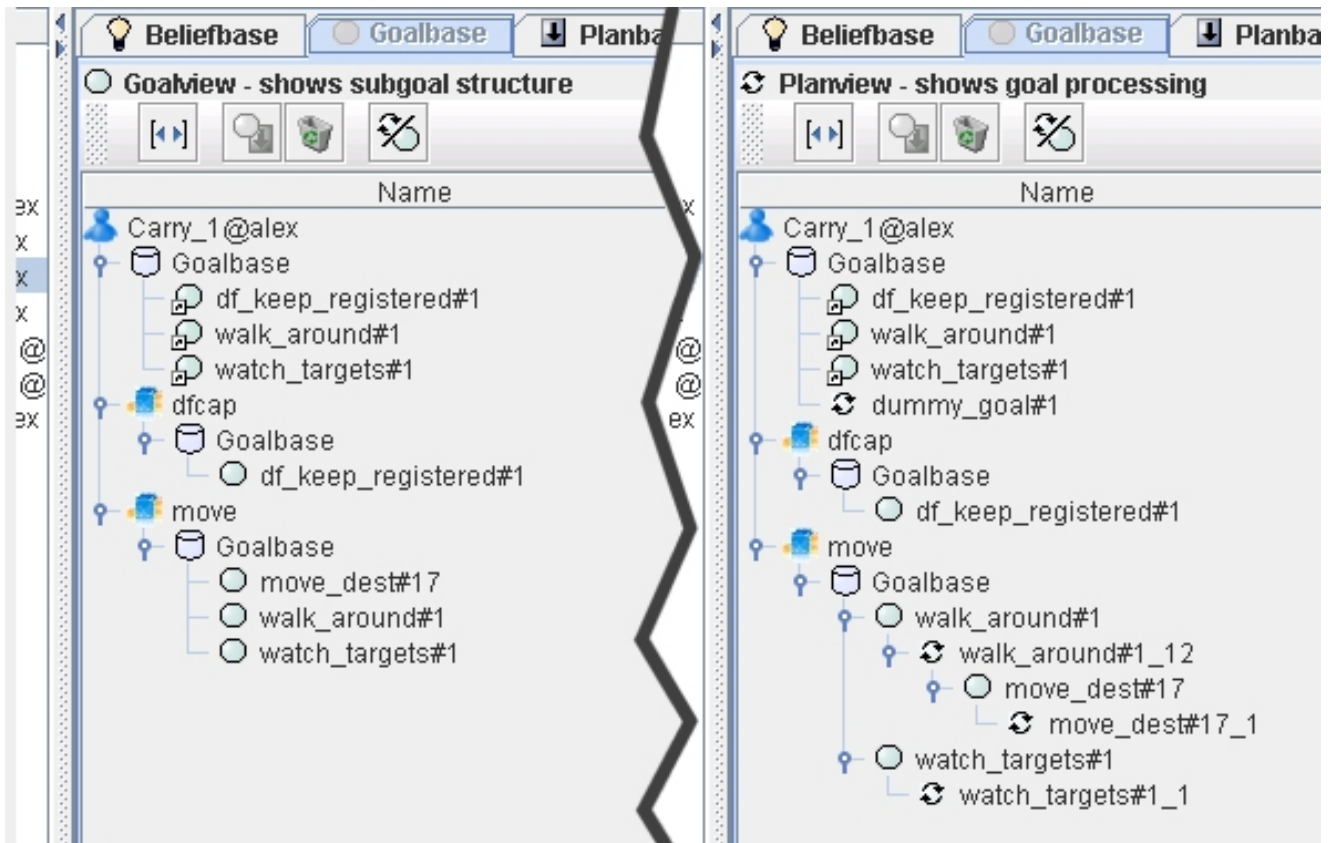 Beliefbase Goalbase
Goalview - shows subgoal structure
Name
Carry_1@alex
Goalbase
df_keep_registered#1
walk_around#1
watch_targets#1
dfcap
Goalbase
df_keep_registered#1
move
Goalbase
move_dest#17
walk_around#1
watch_targets#1
Beliefbase Goalbase
Planview - shows goal processing
Name
Carry_1@alex
Goalbase
df_keep_registered#1
walk_around#1
watch_targets#1
dummy_goal#1
dfcap
Goalbase
df_keep_registered#1
move
Goalbase
walk_around#1
walk_around#1_12
move_dest#17
move_dest#17_1
watch_targets#1
watch_targets#1_1